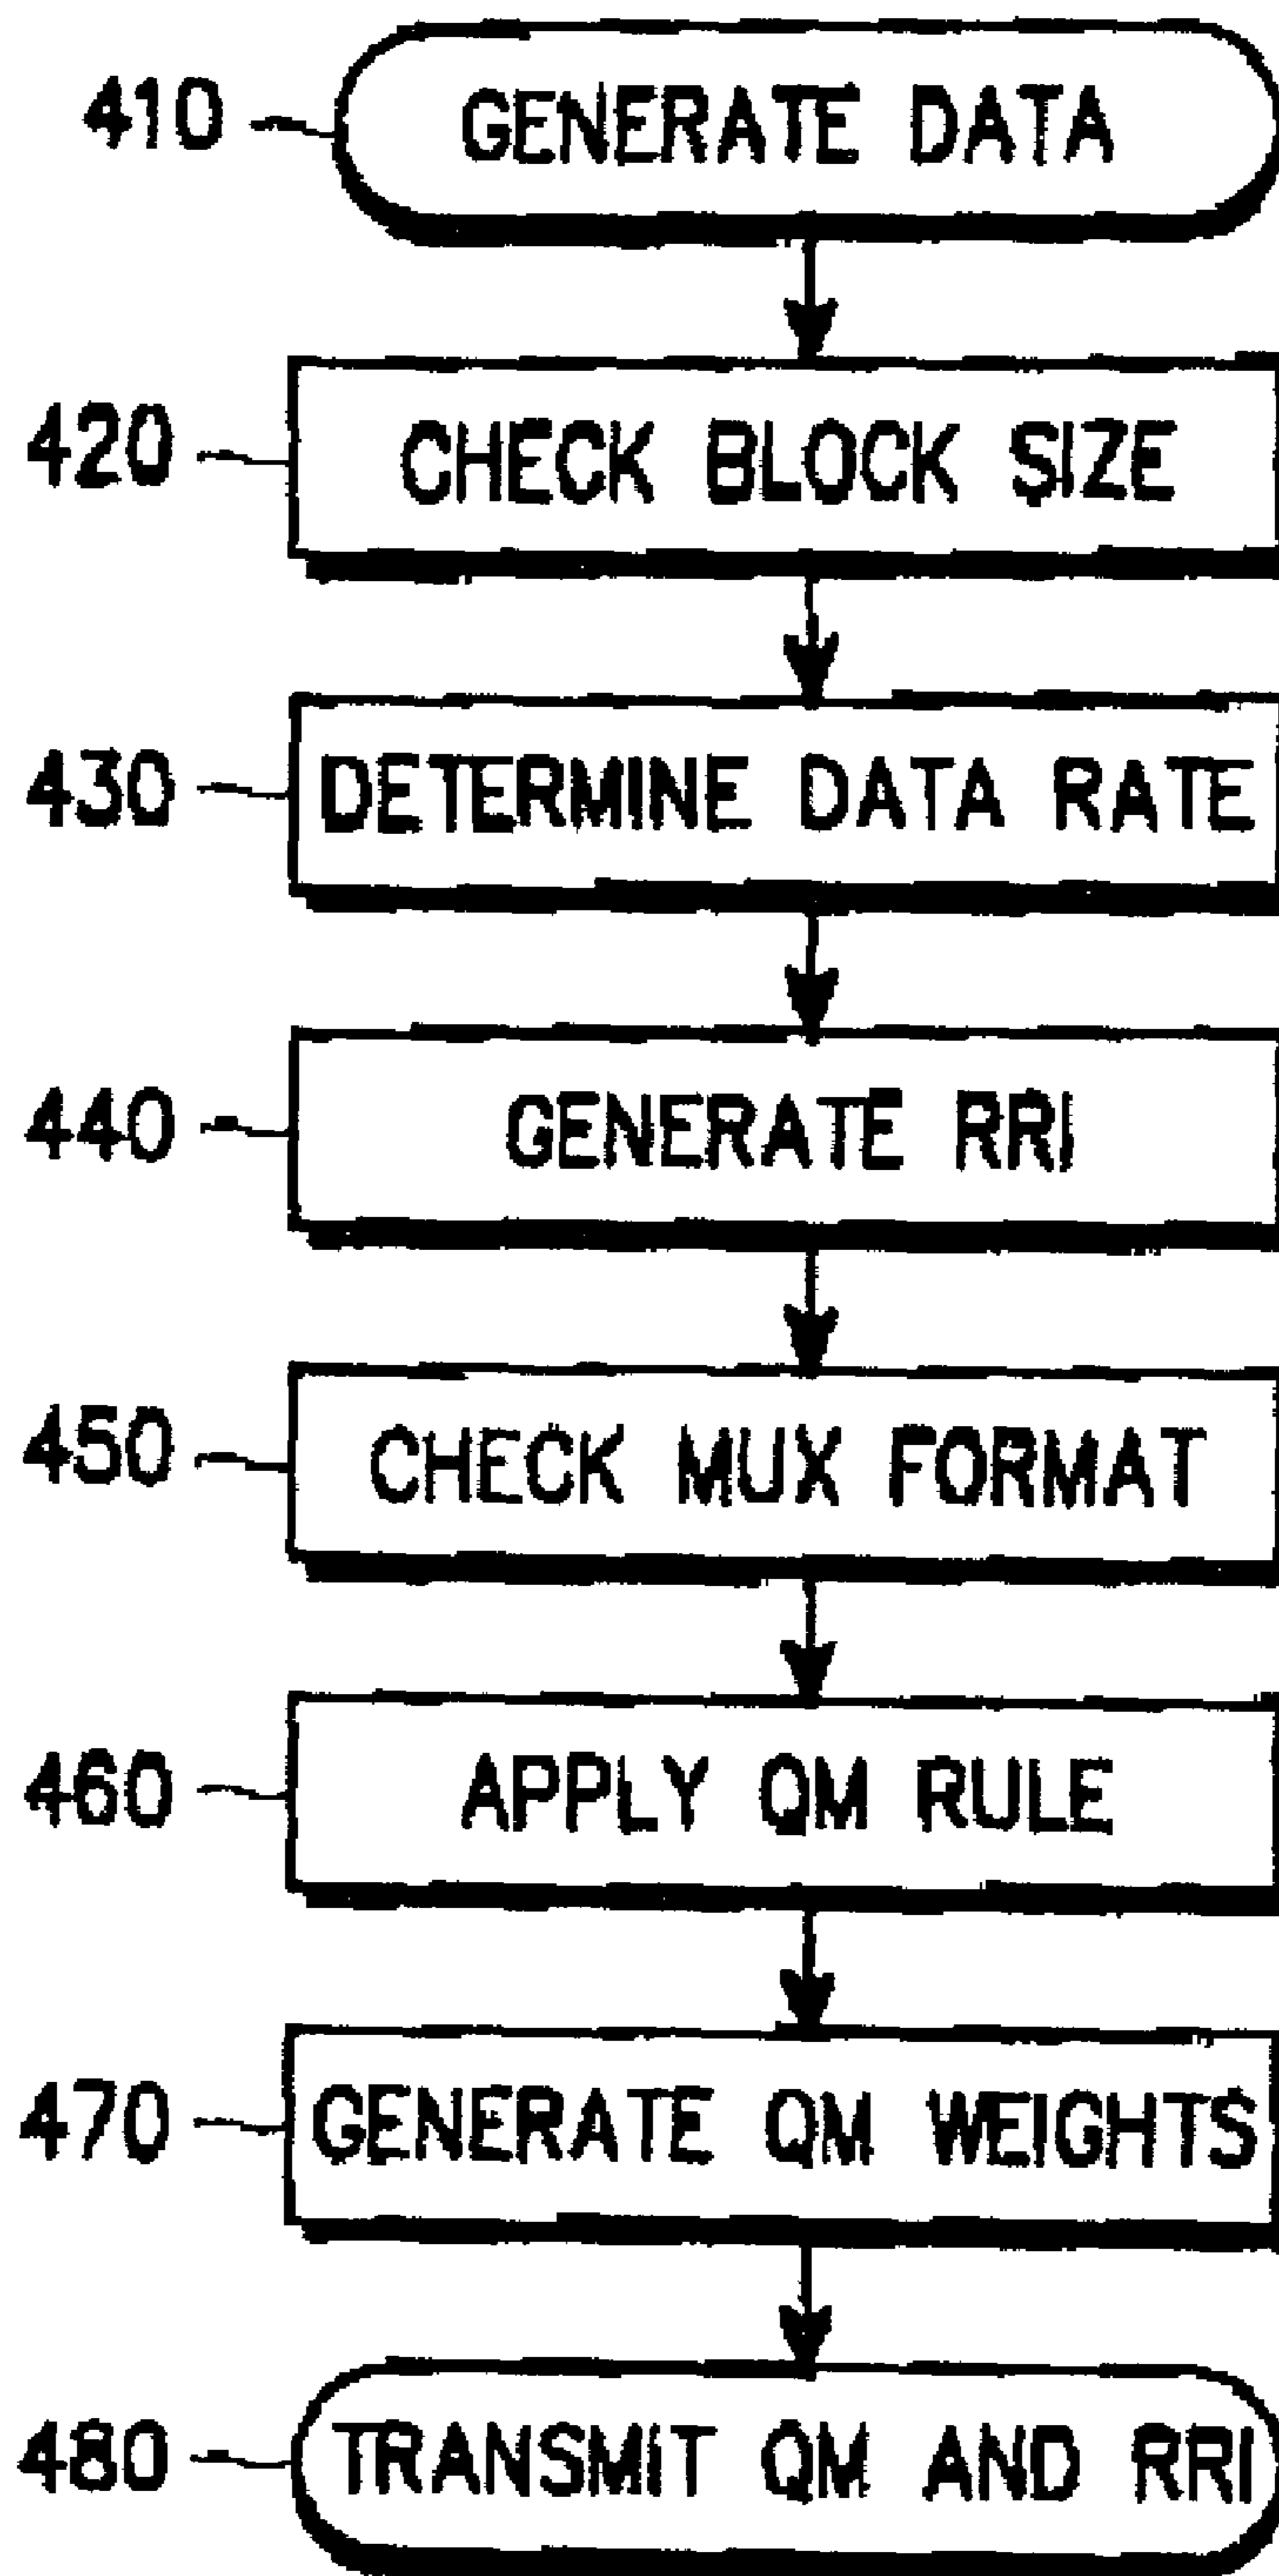 410 GENERATE DATA
420 CHECK BLOCK SIZE
430 DETERMINE DATA RATE
440 GENERATE RRI
450 CHECK MUX FORMAT
460 APPLY QM RULE
470 GENERATE QM WEIGHTS
480 TRANSMIT QM AND RRI